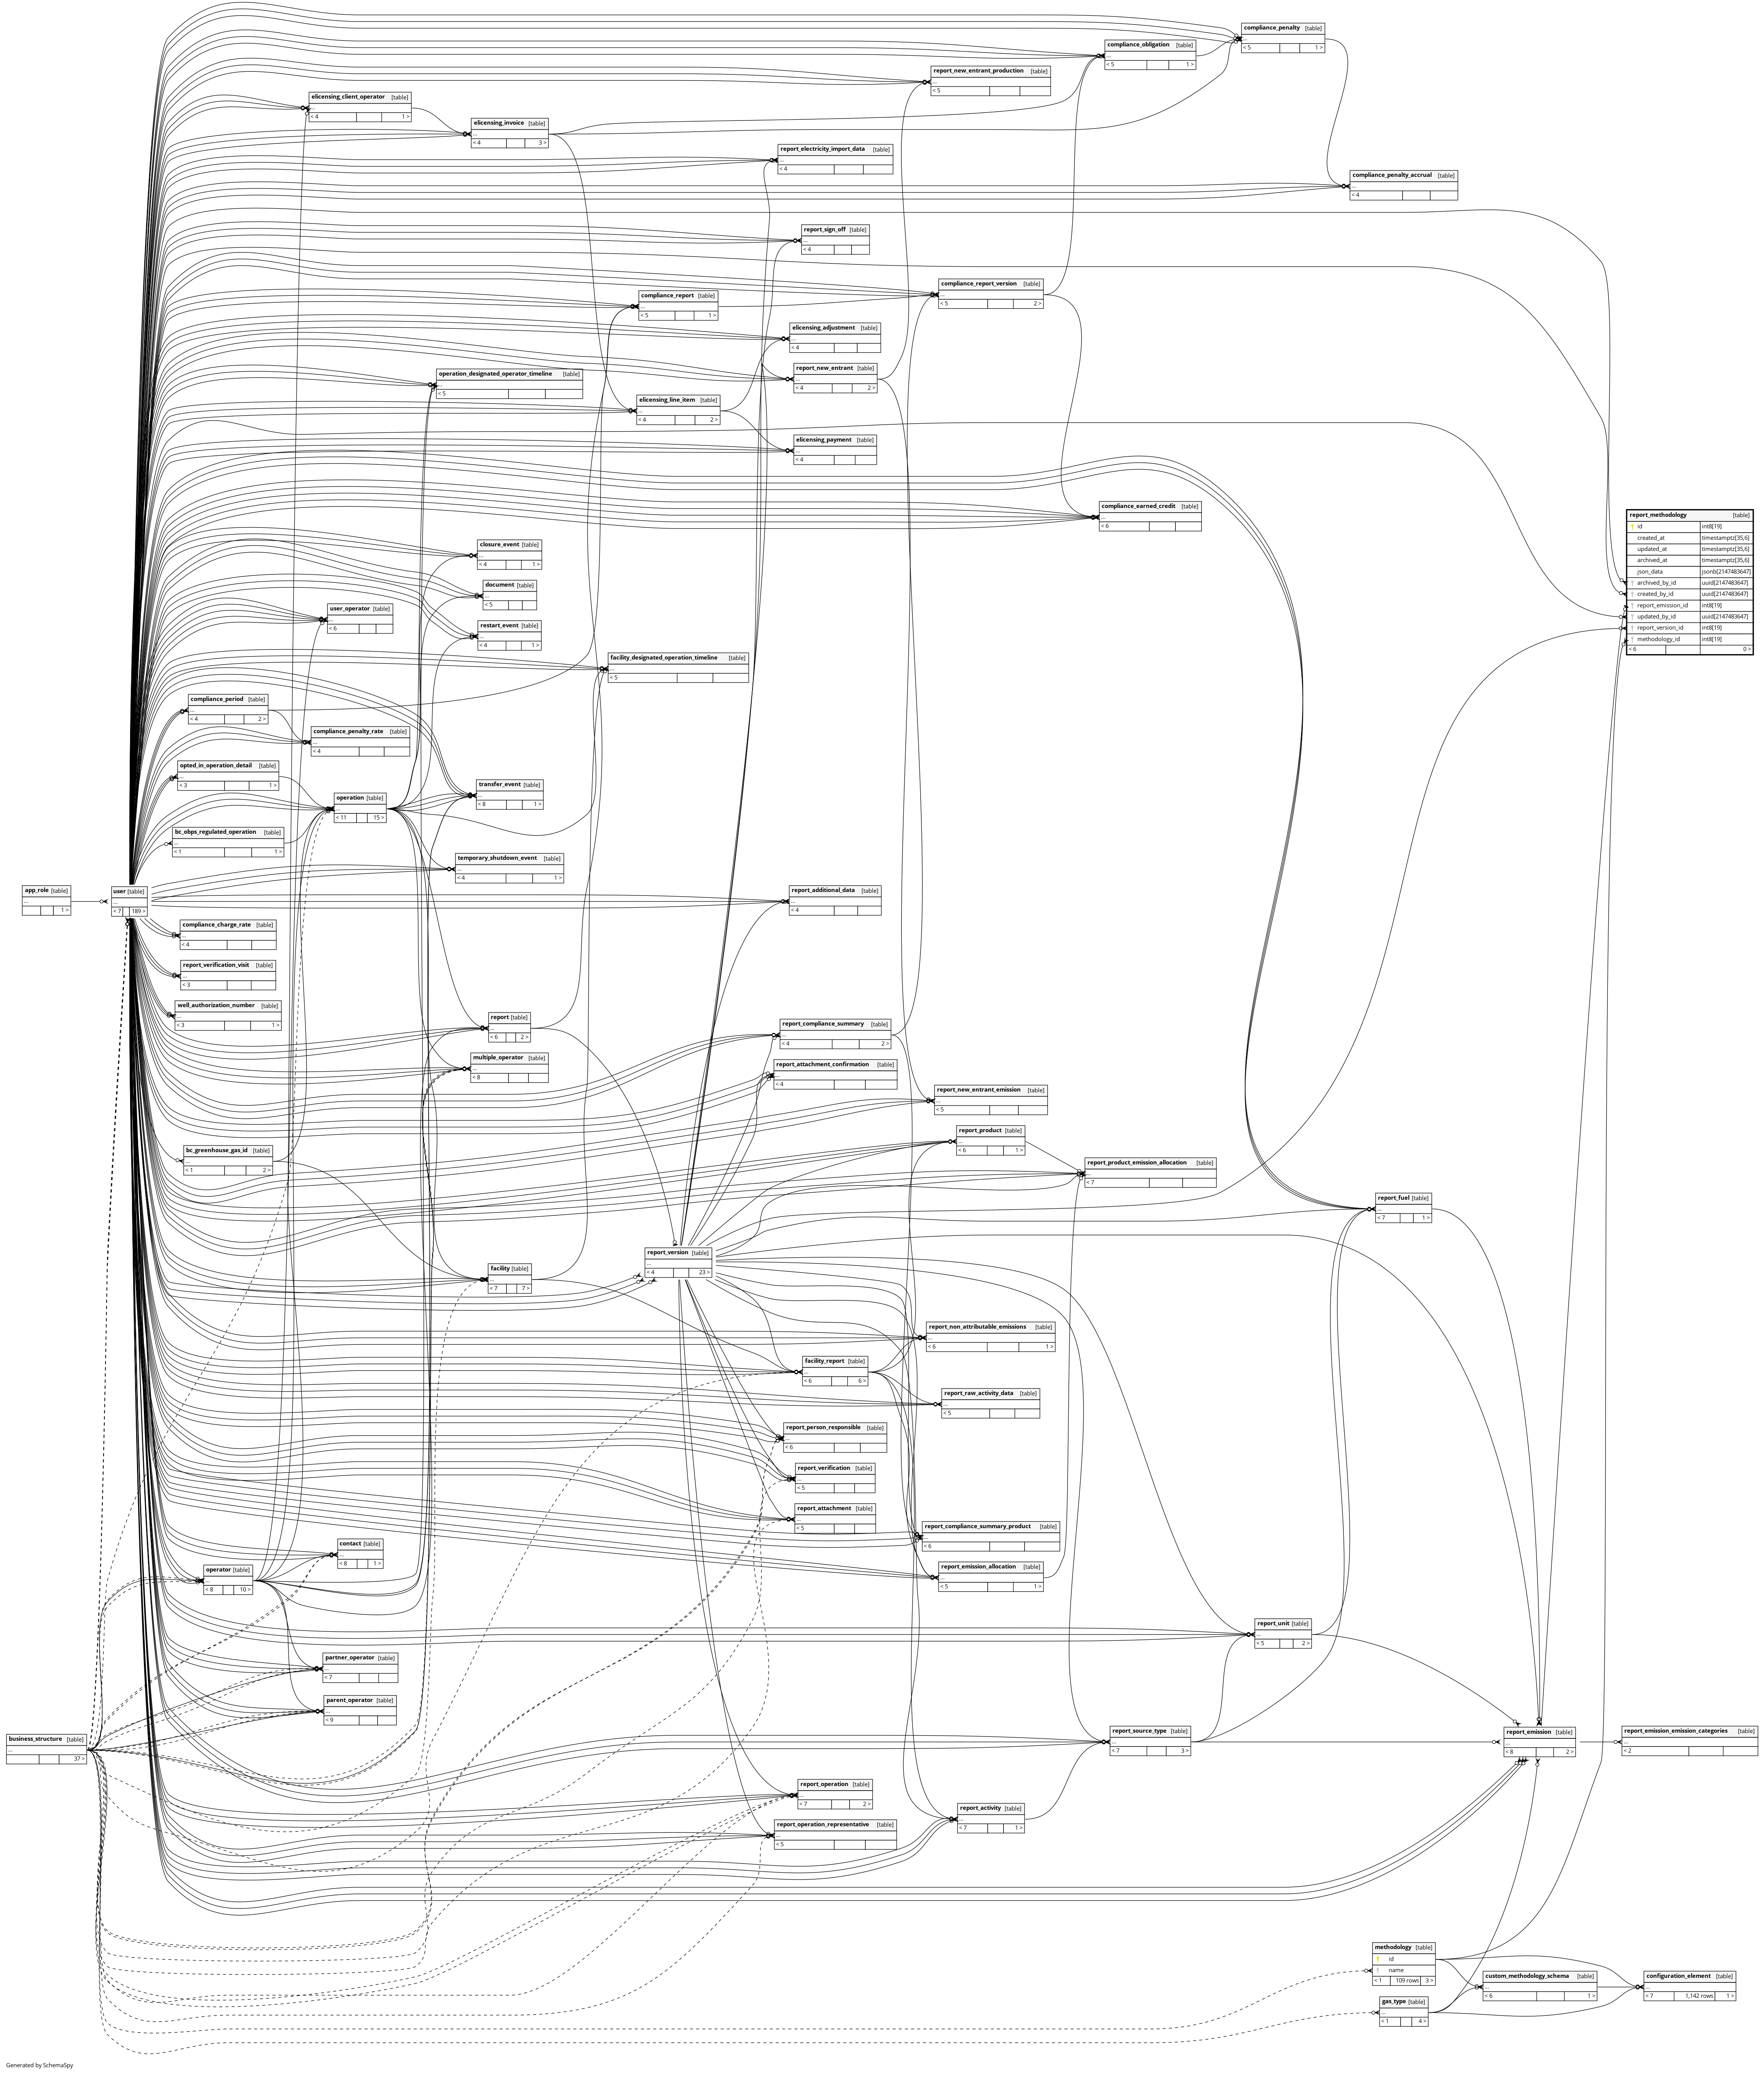 compliance_penalty [table]
...
< 5 1 >
compliance_obligation [table]
...
< 5 1 >
report_new_entrant_production [table]
...
< 5
elicensing_client_operator [table]
...
< 4 1 >
elicensing_invoice [table]
...
< 4 3 >
report_electricity_import_data [table]
...
< 4
compliance_penalty_accrual [table]
...
< 4
report_sign_off [table]
...
< 4
compliance_report_version [table]
...
< 5 2 >
compliance_report [table]
...
< 5 1 >
elicensing_adjustment [table]
...
< 4
report_new_entrant [table]
...
< 4 2 >
operation_designated_operator_timeline [table]
...
< 5
elicensing_line_item [table]
...
< 4 2 >
elicensing_payment [table]
...
< 4
compliance_earned_credit [table]
...
< 6
report_methodology [table]
id int8[19]
created_at timestamptz[35,6]
updated_at timestamptz[35,6]
archived_at timestamptz[35,6]
json_data jsonb[2147483647]
archived_by_id uuid[2147483647]
created_by_id uuid[2147483647]
report_emission_id int8[19]
updated_by_id uuid[2147483647]
report_version_id int8[19]
methodology_id int8[19]
< 6 0 >
closure_event [table]
...
< 4 1 >
document [table]
...
< 5
user_operator [table]
...
< 6
restart_event [table]
...
< 4 1 >
facility_designated_operation_timeline [table]
...
< 5
compliance_period [table]
...
< 4 2 >
compliance_penalty_rate [table]
...
< 4
opted_in_operation_detail [table]
...
< 3 1 >
transfer_event [table]
...
< 8 1 >
operation [table]
...
< 11 15 >
bc_obps_regulated_operation [table]
...
< 1 1 >
temporary_shutdown_event [table]
...
< 4 1 >
app_role [table]
...
1 >
user [table]
...
< 7 189 >
report_additional_data [table]
...
< 4
compliance_charge_rate [table]
...
< 4
report_verification_visit [table]
...
< 3
well_authorization_number [table]
...
< 3 1 >
report [table]
...
< 6 2 >
report_compliance_summary [table]
...
< 4 2 >
multiple_operator [table]
...
< 8
report_attachment_confirmation [table]
...
< 4
report_new_entrant_emission [table]
...
< 5
report_product [table]
...
< 6 1 >
bc_greenhouse_gas_id [table]
...
< 1 2 >
report_product_emission_allocation [table]
...
< 7
report_fuel [table]
...
< 7 1 >
report_version [table]
...
< 4 23 >
facility [table]
...
< 7 7 >
report_non_attributable_emissions [table]
...
< 6 1 >
facility_report [table]
...
< 6 6 >
report_raw_activity_data [table]
...
< 5
report_person_responsible [table]
...
< 6
report_verification [table]
...
< 5
report_attachment [table]
...
< 5
report_compliance_summary_product [table]
...
< 6
contact [table]
...
< 8 1 >
operator [table]
...
< 8 10 >
report_emission_allocation [table]
...
< 5 1 >
report_unit [table]
...
< 5 2 >
partner_operator [table]
...
< 7
parent_operator [table]
...
< 9
business_structure [table]
...
37 >
report_source_type [table]
...
< 7 3 >
report_emission [table]
...
< 8 2 >
report_emission_emission_categories [table]
...
< 2
report_operation [table]
...
< 7 2 >
report_activity [table]
...
< 7 1 >
report_operation_representative [table]
...
< 5
methodology [table]
id
name
< 1 109 rows 3 >
custom_methodology_schema [table]
...
< 6 1 >
configuration_element [table]
...
< 7 1,142 rows 1 >
gas_type [table]
...
< 1 4 >
Generated by SchemaSpy